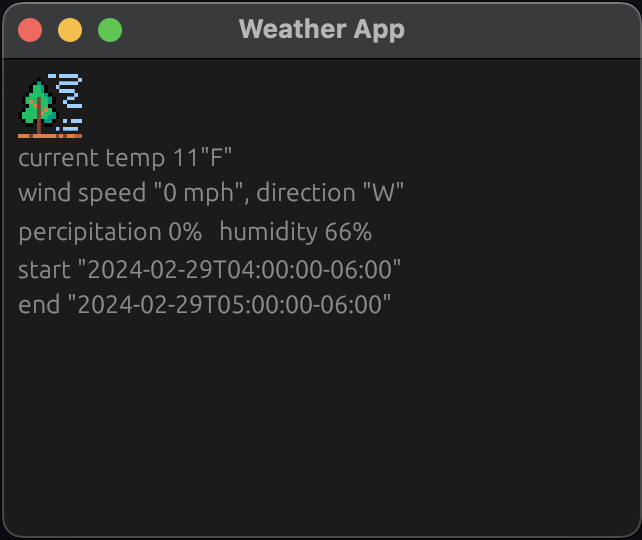 Weather App
current temp 11"F"
wind speed "0 mph", direction "W"
percipitation 0%  humidity 66%
start "2024-02-29T04:00:00-06:00"
end "2024-02-29T05:00:00-06:00"